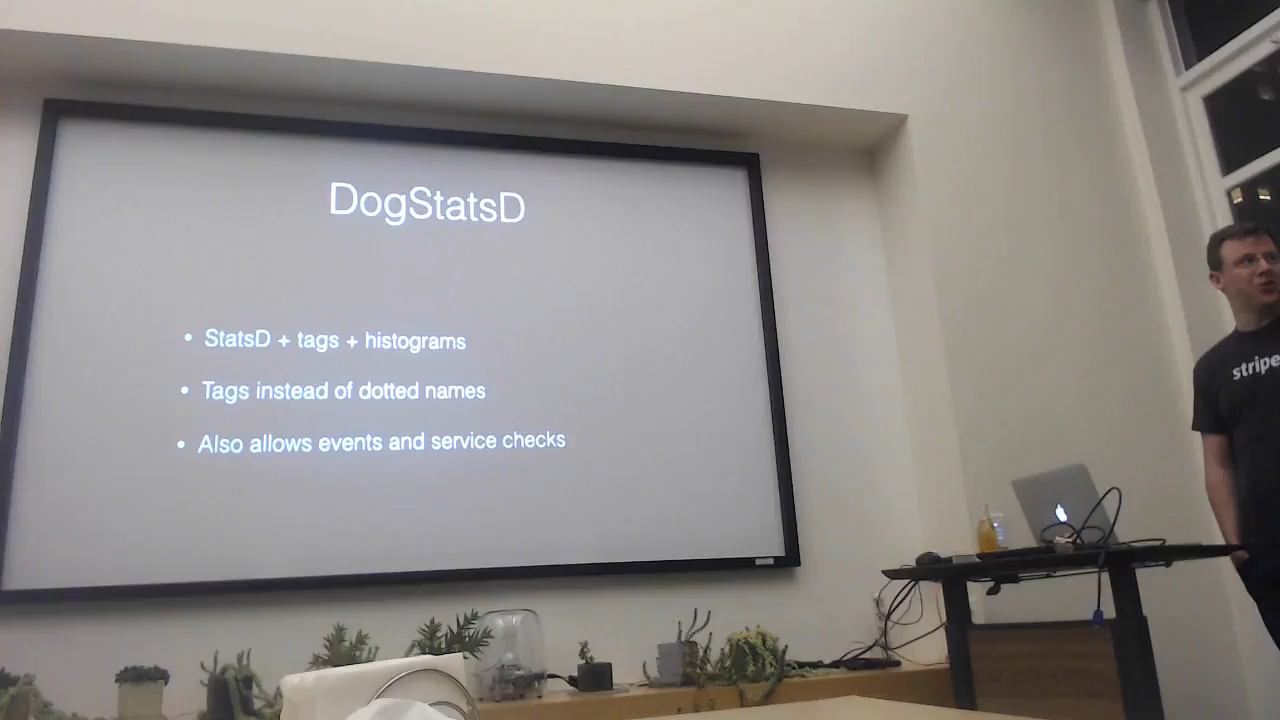 DogStatsD
• StatsD + tags + histograms
• Tags instead of dotted names
• Also allows events and service checks
stripe